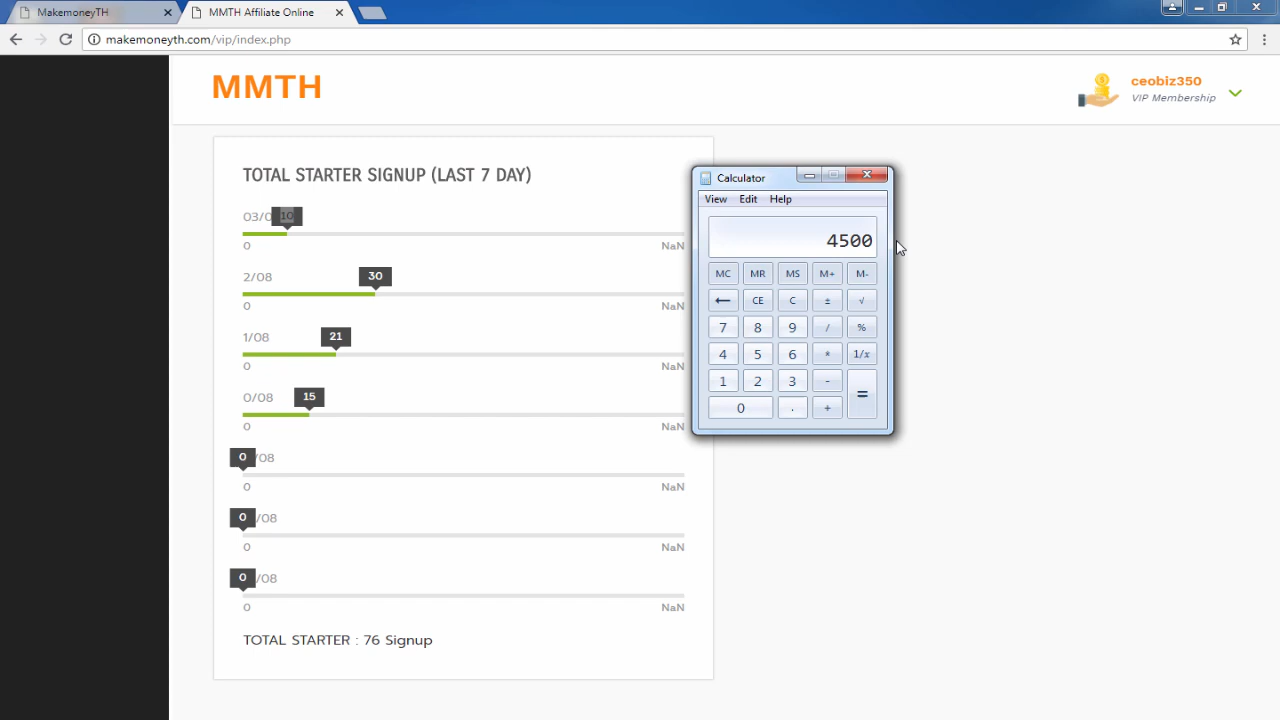 MakemoneyTH
MMTH Affiliate Online
makemoneyth.com/vip/index.php
MMTH
ceobiz350
VIP Membership
TOTAL STARTER SIGNUP (LAST 7 DAY)
03/0
10
0
NaN
2/08
30
0
NaN
1/08
21
0
NaN
0/08
15
0
NaN
0
/08
0
NaN
0
/08
0
NaN
0
/08
0
NaN
TOTAL STARTER : 76 Signup
Calculator
View Edit Help
4500
MC MR MS M+ M-
← CE C ± √
7 8 9 / %
4 5 6 * 1/x
1 2 3 - =
0 . +